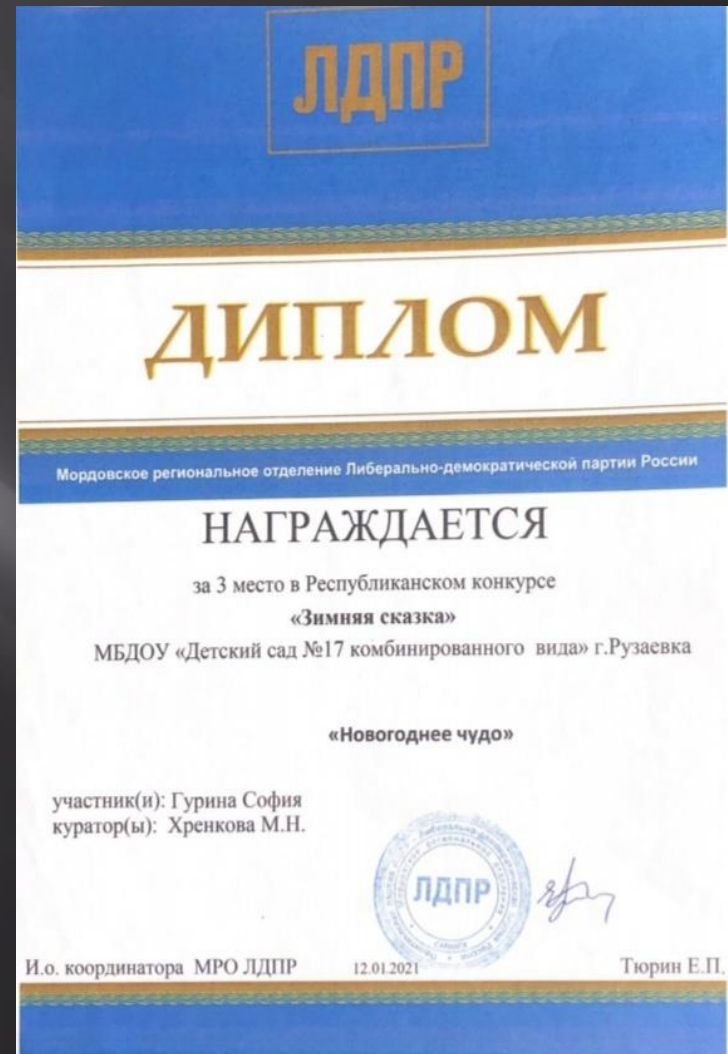 ЛДПР
ДИПЛОМ
Мордовское региональное отделение Либерально-демократической партии России
НАГРАЖДАЕТСЯ
за 3 место в Республиканском конкурсе
«Зимняя сказка»
МБДОУ «Детский сад №17 комбинированного вида» г.Рузаевка
«Новогоднее чудо»
участник(и): Гурина София
куратор(ы): Хренкова М.Н.
ЛДПР
И.о. координатора МРО ЛДПР 12.01.2021 Тюрин Е.П.